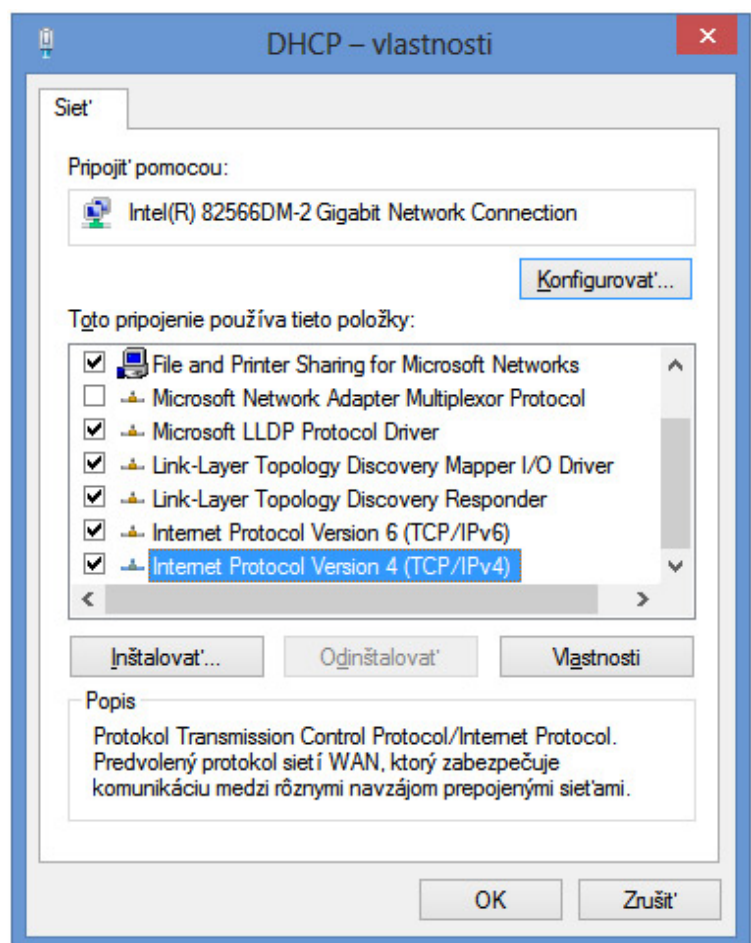 DHCP – vlastnosti
Sieť
Pripojiť pomocou:
Intel(R) 82566DM-2 Gigabit Network Connection
Konfigurovať...
Toto pripojenie používa tieto položky:
File and Printer Sharing for Microsoft Networks
Microsoft Network Adapter Multiplexor Protocol
Microsoft LLDP Protocol Driver
Link-Layer Topology Discovery Mapper I/O Driver
Link-Layer Topology Discovery Responder
Internet Protocol Version 6 (TCP/IPv6)
Internet Protocol Version 4 (TCP/IPv4)
Inštalovať... Odinštalovať Vlastnosti
Popis
Protokol Transmission Control Protocol/Internet Protocol.
Predvolený protokol sietí WAN, ktorý zabezpečuje
komunikáciu medzi rôznymi navzájom prepojenými sieťami.
OK Zrušiť